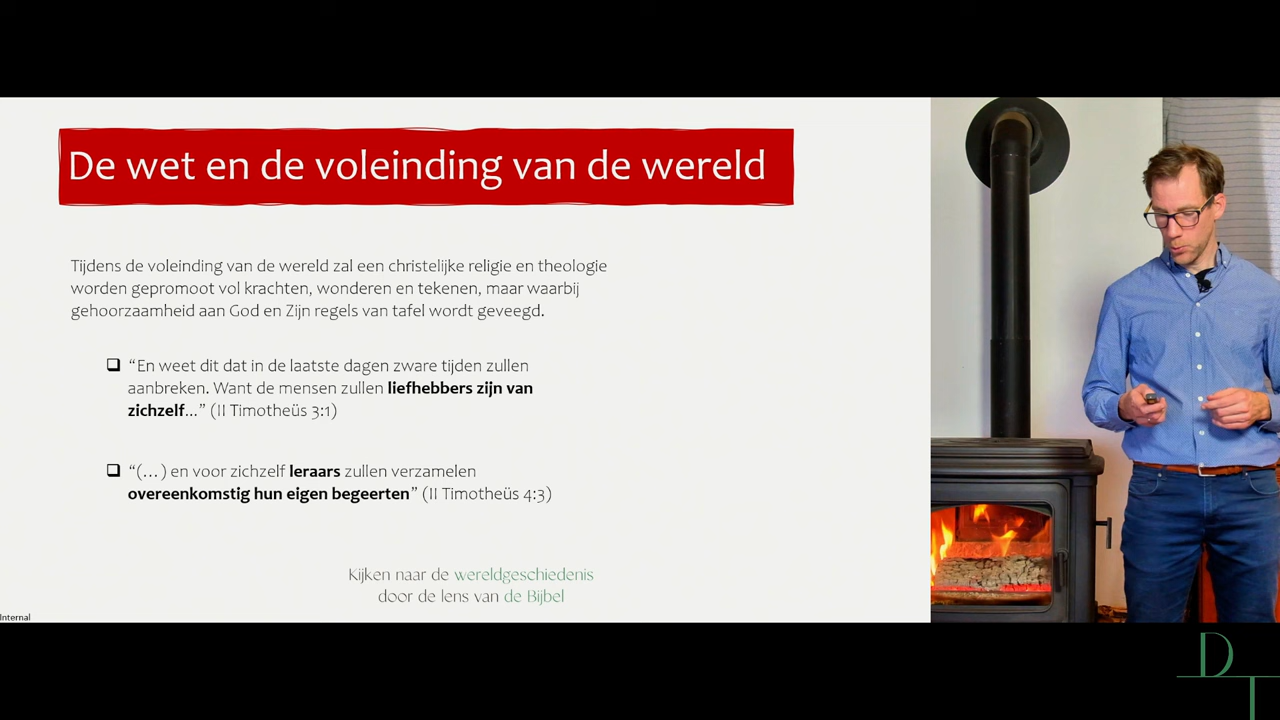 De wet en de voleinding van de wereld
Tijdens de voleinding van de wereld zal een christelijke religie en theologie
worden gepromoot vol krachten, wonderen en tekenen, maar waarbij
gehoorzaamheid aan God en Zijn regels van tafel wordt geveegd.
“En weet dit dat in de laatste dagen zware tijden zullen
aanbreken. Want de mensen zullen liefhebbers zijn van
zichzelf…” (II Timotheüs 3:1)
“(…) en voor zichzelf leraars zullen verzamelen
overeenkomstig hun eigen begeerten” (II Timotheüs 4:3)
Kijken naar de wereldgeschiedenis
door de lens van de Bijbel
Internal
DT